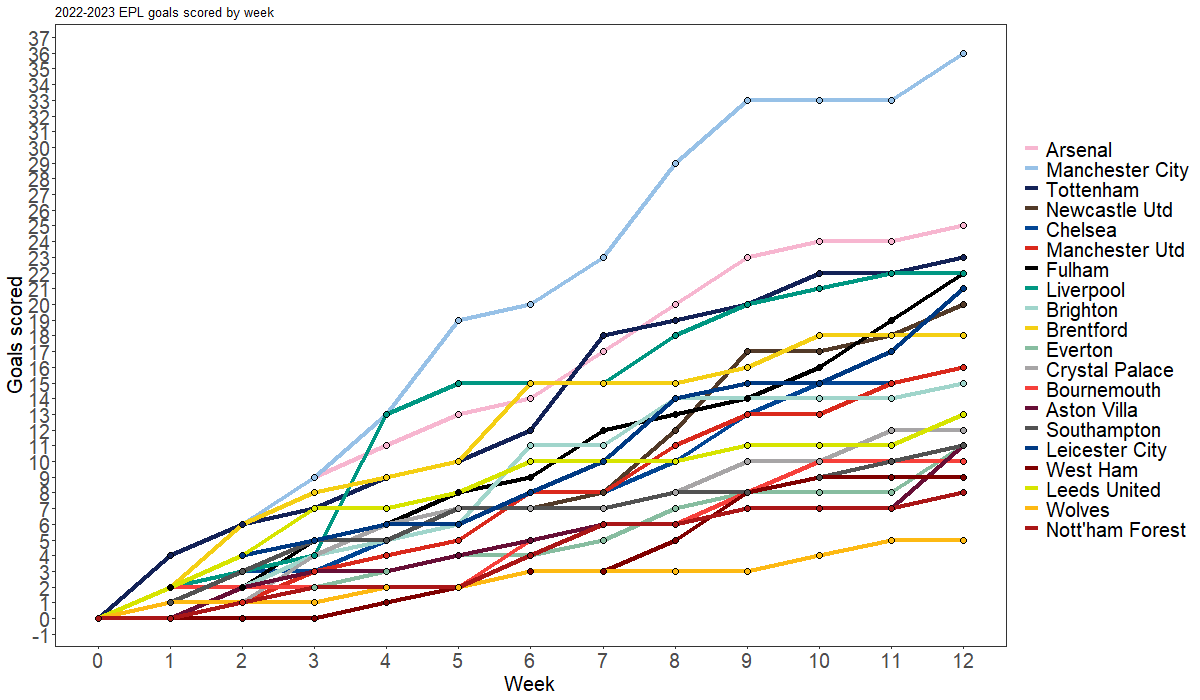 2022-2023 EPL goals scored by week
37
36
35
34
33
32
31
30
29
28
27
26
25
24
23
22
21
20
19
18
17
16
15
14
13
12
11
10
9
8
7
6
5
4
3
2
1
0
-1
Goals scored
0 1 2 3 4 5 6 7 8 9 10 11 12
Week
Arsenal
Manchester City
Tottenham
Newcastle Utd
Chelsea
Manchester Utd
Fulham
Liverpool
Brighton
Brentford
Everton
Crystal Palace
Bournemouth
Aston Villa
Southampton
Leicester City
West Ham
Leeds United
Wolves
Nott'ham Forest